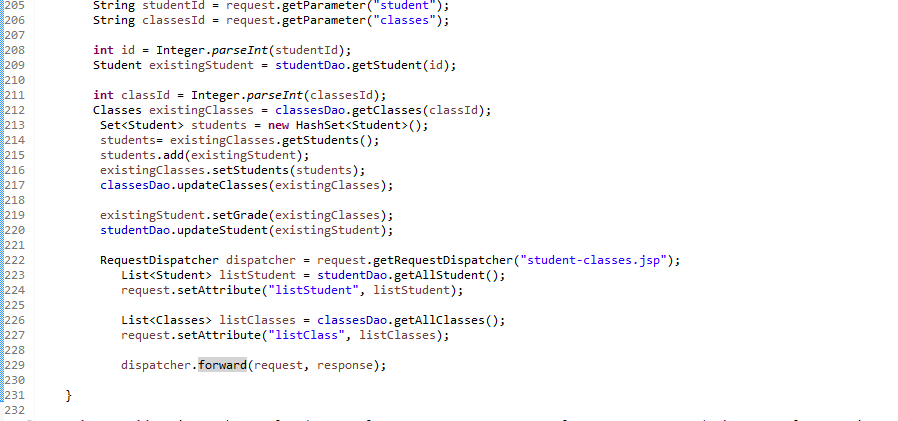 205 String studentId = request.getParameter("student");
206 String classesId = request.getParameter("classes");
207
208 int id = Integer.parseInt(studentId);
209 Student existingStudent = studentDao.getStudent(id);
210
211 int classId = Integer.parseInt(classesId);
212 Classes existingClasses = classesDao.getClasses(classId);
213 Set<Student> students = new HashSet<Student>();
214 students= existingClasses.getStudents();
215 students.add(existingStudent);
216 existingClasses.setStudents(students);
217 classesDao.updateClasses(existingClasses);
218
219 existingStudent.setGrade(existingClasses);
220 studentDao.updateStudent(existingStudent);
221
222 RequestDispatcher dispatcher = request.getRequestDispatcher("student-classes.jsp");
223 List<Student> listStudent = studentDao.getAllStudent();
224 request.setAttribute("listStudent", listStudent);
225
226 List<Classes> listClasses = classesDao.getAllClasses();
227 request.setAttribute("listClass", listClasses);
228
229 dispatcher.forward(request, response);
230
231 }
232